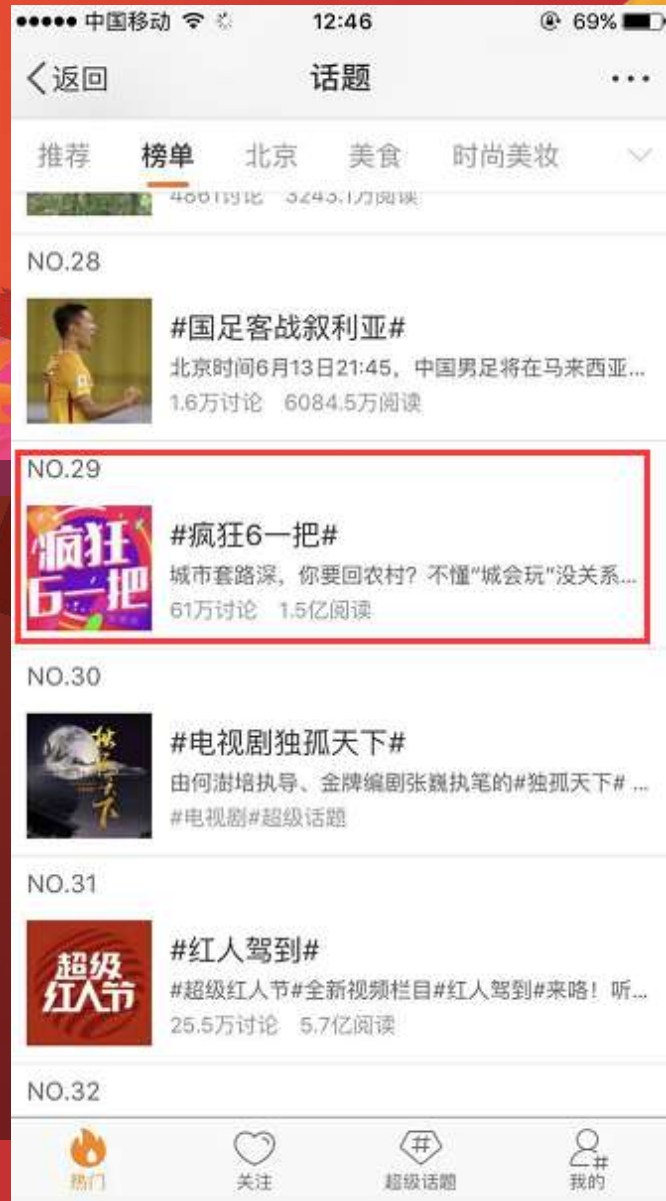 中国移动 12:46 69%
返回 话题
推荐 榜单 北京 美食 时尚美妆
4861讨论 3243.1万阅读
NO.28
#国足客战叙利亚#
北京时间6月13日21:45，中国男足将在马来西亚...
1.6万讨论 6084.5万阅读
NO.29
疯狂
6一把
#疯狂6一把#
城市套路深，你要回农村？不懂"城会玩"没关系...
61万讨论 1.5亿阅读
NO.30
独孤天下
#电视剧独孤天下#
由何澍培执导、金牌编剧张巍执笔的#独孤天下# ...
#电视剧#超级话题
NO.31
超级
红人节
#红人驾到#
#超级红人节#全新视频栏目#红人驾到#来咯！听...
25.5万讨论 5.7亿阅读
NO.32
热门 关注 超级话题 我的